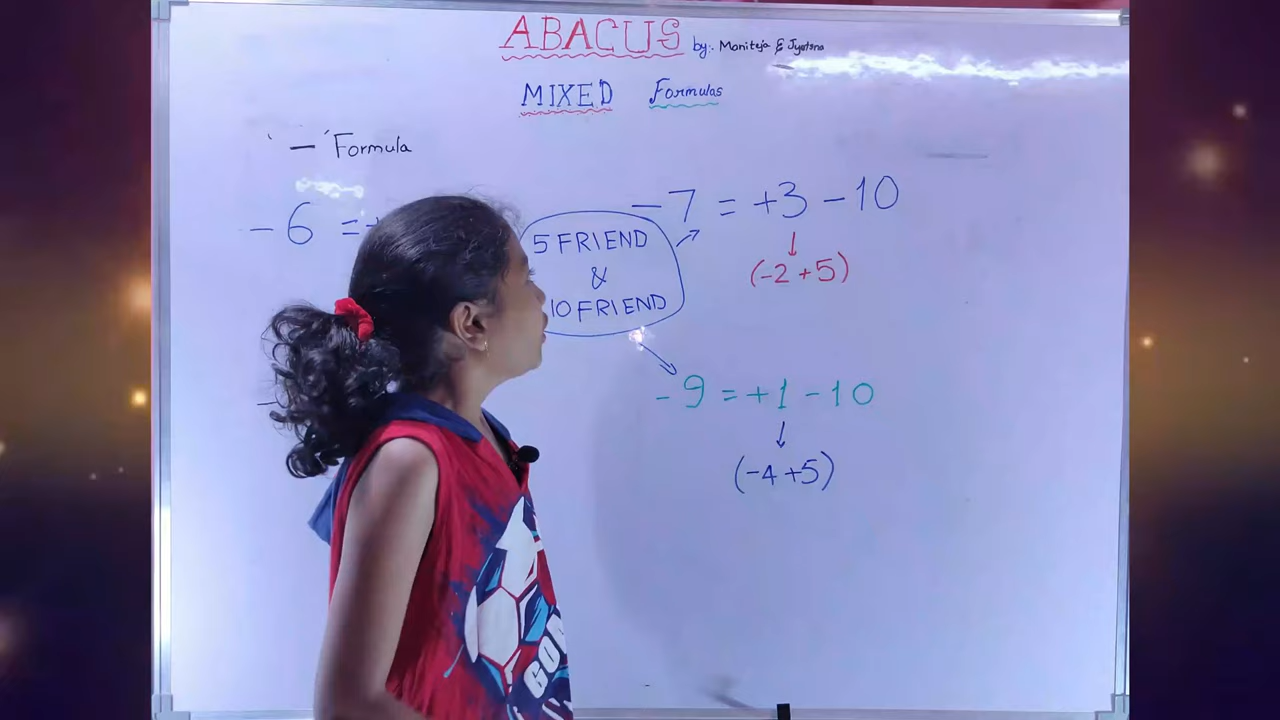 ABACUS by:. Moniteja & Jyotsna
MIXED Formulas
' — ' Formula
- 6 = +
5 FRIEND
&
10 FRIEND
- 7 = +3 - 10
(-2 +5)
- 9 = +1 - 10
(-4 +5)
GO